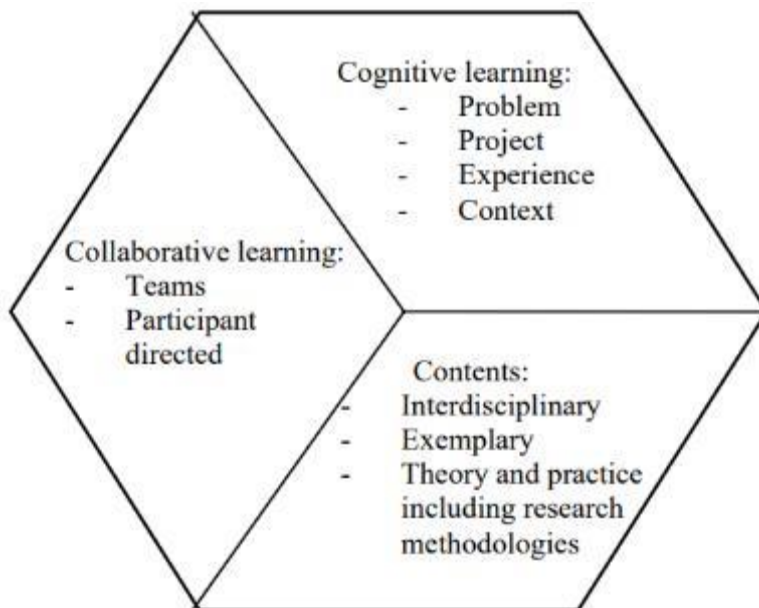 Cognitive learning:
- Problem
- Project
- Experience
- Context
Collaborative learning:
- Teams
- Participant
directed
Contents:
- Interdisciplinary
- Exemplary
- Theory and practice
including research
methodologies